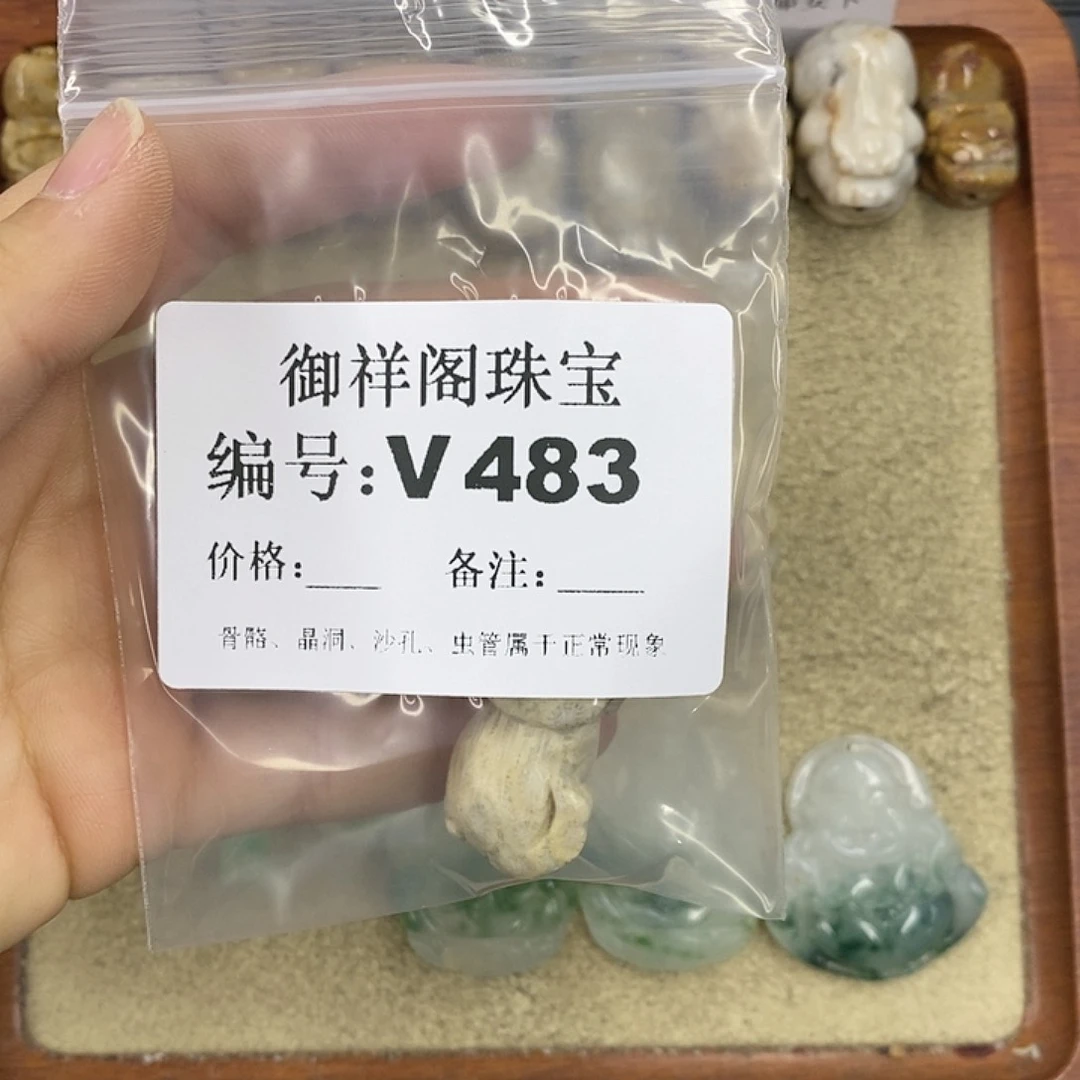 御祥阁珠宝
编号:V483
价格:___ 备注:____
骨骼、晶洞、沙孔、虫管属于正常现象